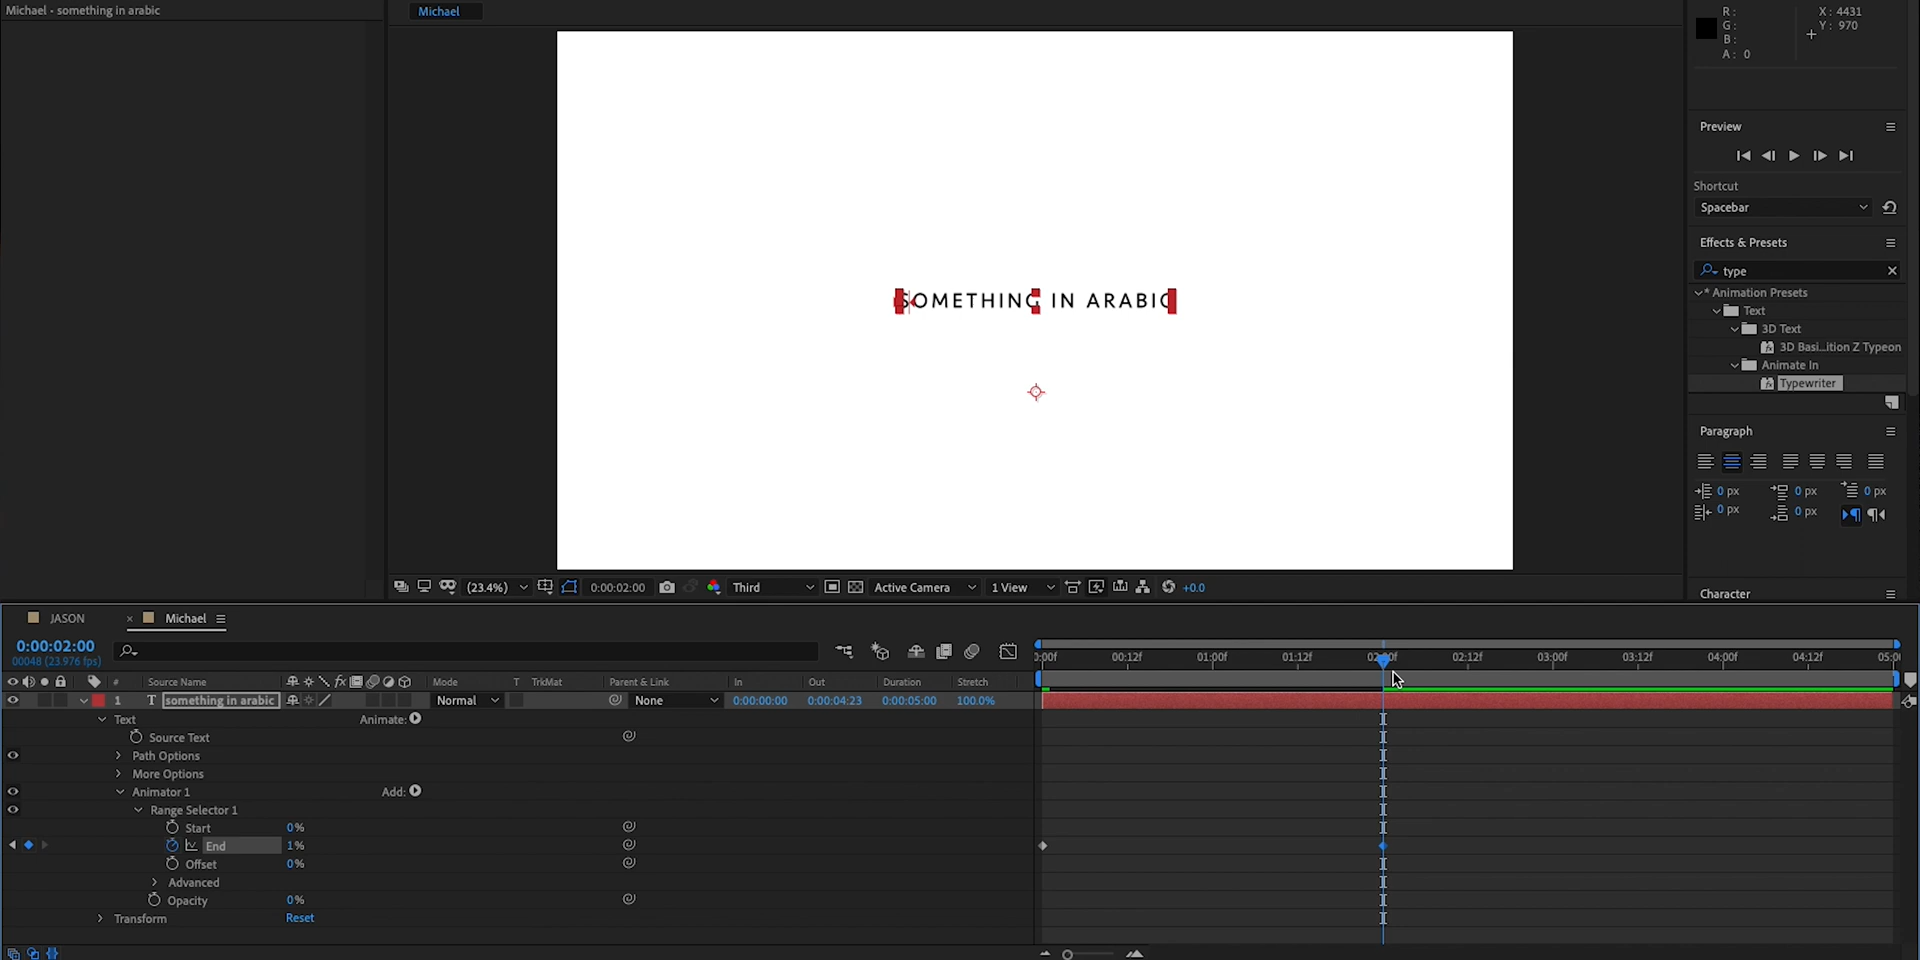 Michael - something in arabic
Michael
R :
G :
B :
A : 0
X : 4431
Y : 970
SOMETHING IN ARABIC
(23.4%)
0:00:02:00
Third
Active Camera
1 View
+0.0
Preview
Shortcut
Spacebar
Effects & Presets
type
* Animation Presets
Text
3D Text
3D Basi...ition Z Typeon
Animate In
Typewriter
Paragraph
0 px 0 px 0 px
0 px 0 px
Character
JASON
× Michael
0:00:02:00
00048 (23.976 fps)
:00f 00:12f 01:00f 01:12f 02:00f 02:12f 03:00f 03:12f 04:00f 04:12f 05:00
# Source Name fx Mode T TrkMat Parent & Link In Out Duration Stretch
1 T something in arabic Normal None 0:00:00:00 0:00:04:23 0:00:05:00 100.0%
Text Animate:
Source Text
Path Options
More Options
Animator 1 Add:
Range Selector 1
Start 0%
End 1%
Offset 0%
Advanced
Opacity 0%
Transform Reset